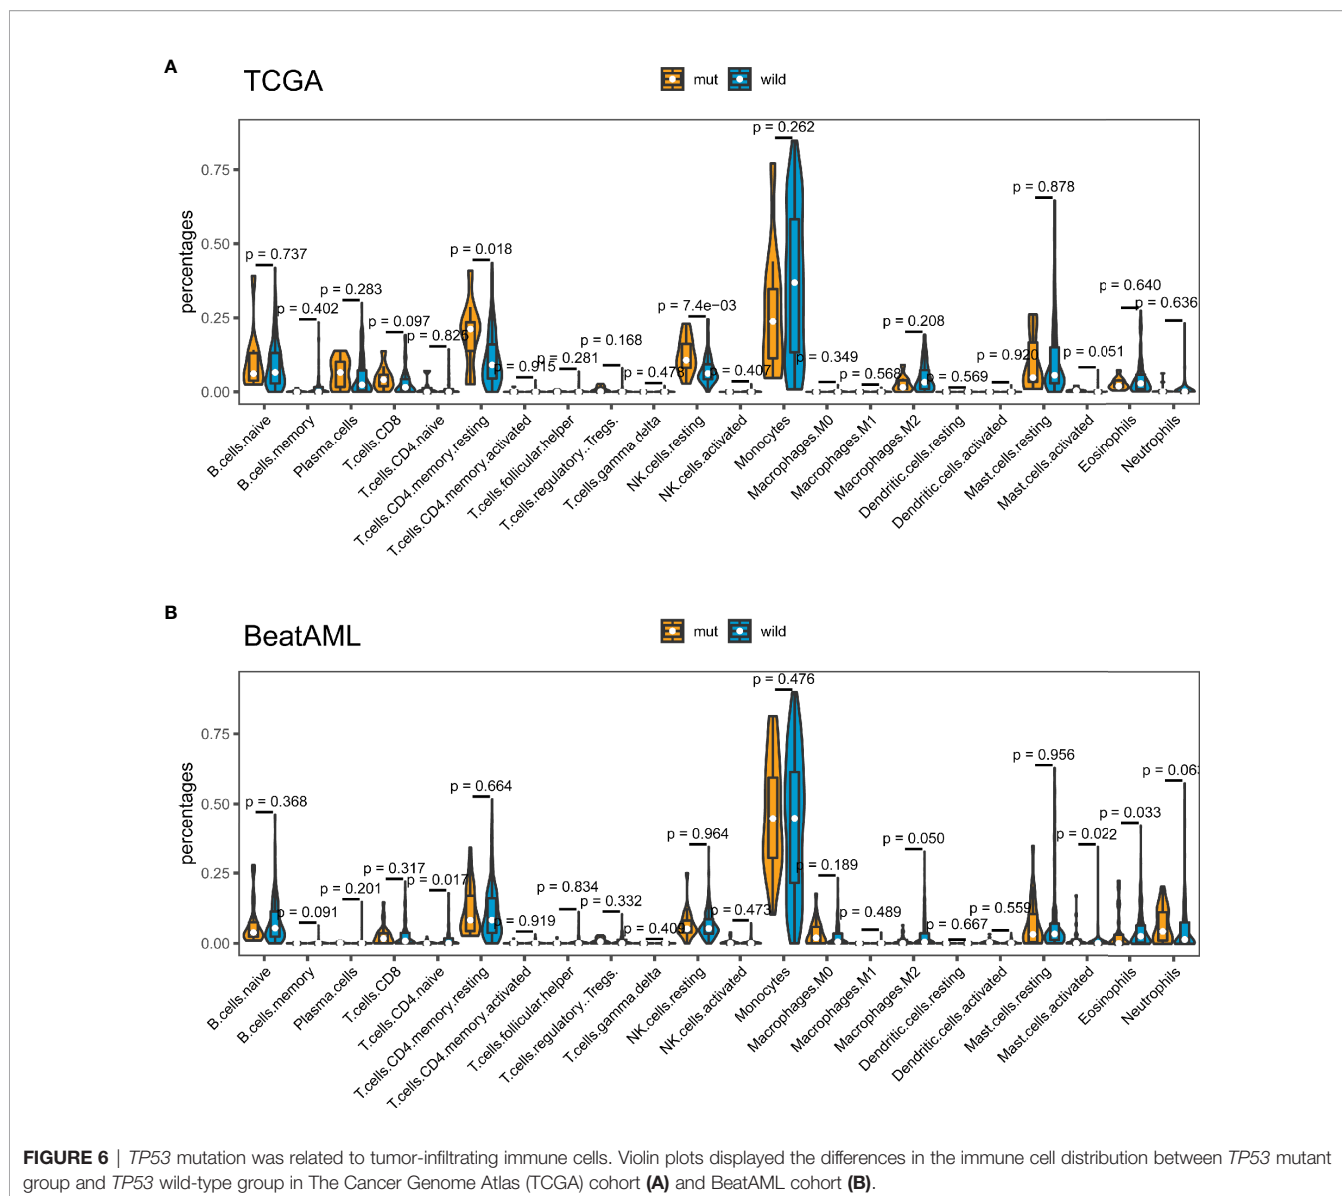 A
TCGA
mut wild
percentages
0.75
0.50
0.25
0.00
p = 0.737
p = 0.402
p = 0.283
p = 0.097
p = 0.018
p = 0.915
p = 0.281
p = 0.168
p = 7.4e−03
p = 0.407
p = 0.262
p = 0.349
p = 0.568
p = 0.208
p = 0.569
p = 0.920
p = 0.878
p = 0.051
p = 0.640
p = 0.636
B.cells.naive
B.cells.memory
Plasma.cells
T.cells.CD8
T.cells.CD4.naive
T.cells.CD4.memory.resting
T.cells.CD4.memory.activated
T.cells.follicular.helper
T.cells.regulatory..Tregs.
T.cells.gamma.delta
NK.cells.resting
NK.cells.activated
Monocytes
Macrophages.M0
Macrophages.M1
Macrophages.M2
Dendritic.cells.resting
Dendritic.cells.activated
Mast.cells.resting
Mast.cells.activated
Eosinophils
Neutrophils
B
BeatAML
mut wild
percentages
0.75
0.50
0.25
0.00
p = 0.368
p = 0.091
p = 0.201
p = 0.317
p = 0.017
p = 0.664
p = 0.919
p = 0.834
p = 0.332
p = 0.409
p = 0.964
p = 0.473
p = 0.476
p = 0.189
p = 0.489
p = 0.050
p = 0.667
p = 0.559
p = 0.956
p = 0.022
p = 0.033
p = 0.06
B.cells.naive
B.cells.memory
Plasma.cells
T.cells.CD8
T.cells.CD4.naive
T.cells.CD4.memory.resting
T.cells.CD4.memory.activated
T.cells.follicular.helper
T.cells.regulatory..Tregs.
T.cells.gamma.delta
NK.cells.resting
NK.cells.activated
Monocytes
Macrophages.M0
Macrophages.M1
Macrophages.M2
Dendritic.cells.resting
Dendritic.cells.activated
Mast.cells.resting
Mast.cells.activated
Eosinophils
Neutrophils
FIGURE 6 | TP53 mutation was related to tumor-infiltrating immune cells. Violin plots displayed the differences in the immune cell distribution between TP53 mutant
group and TP53 wild-type group in The Cancer Genome Atlas (TCGA) cohort (A) and BeatAML cohort (B).